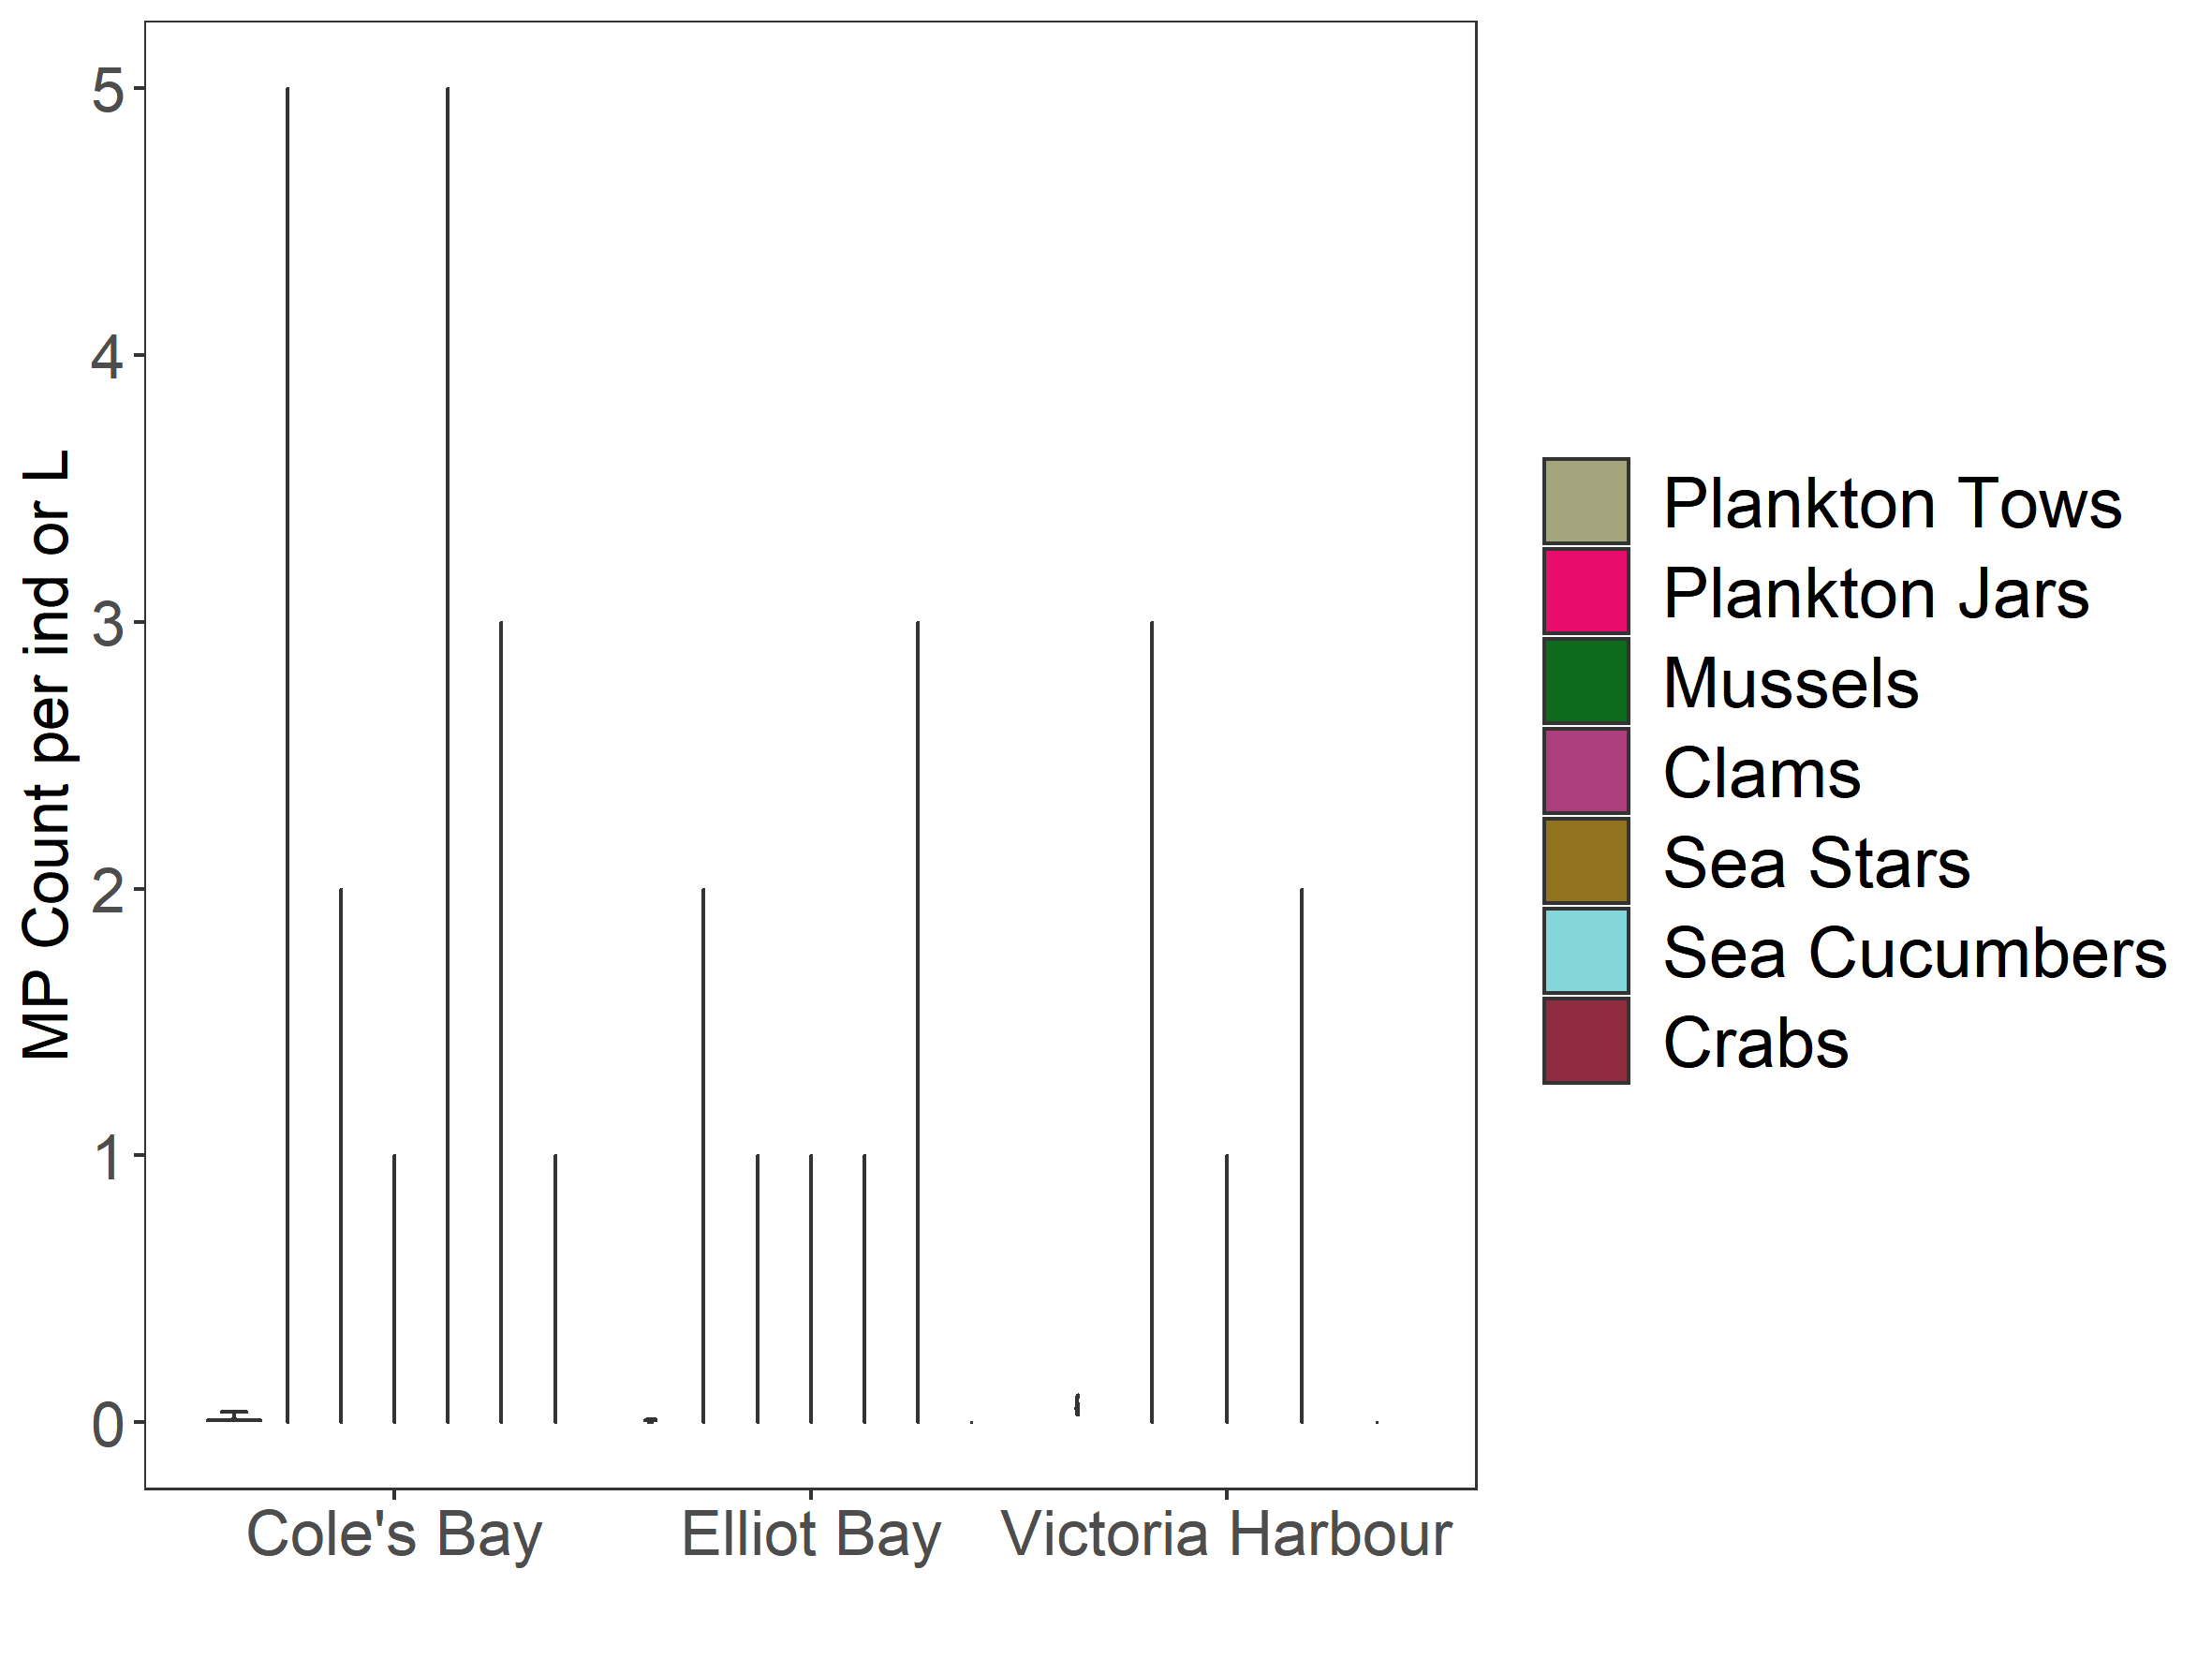 MP Count per ind or L
5
4
3
2
1
0
Cole's Bay
Elliot Bay
Victoria Harbour
Plankton Tows
Plankton Jars
Mussels
Clams
Sea Stars
Sea Cucumbers
Crabs